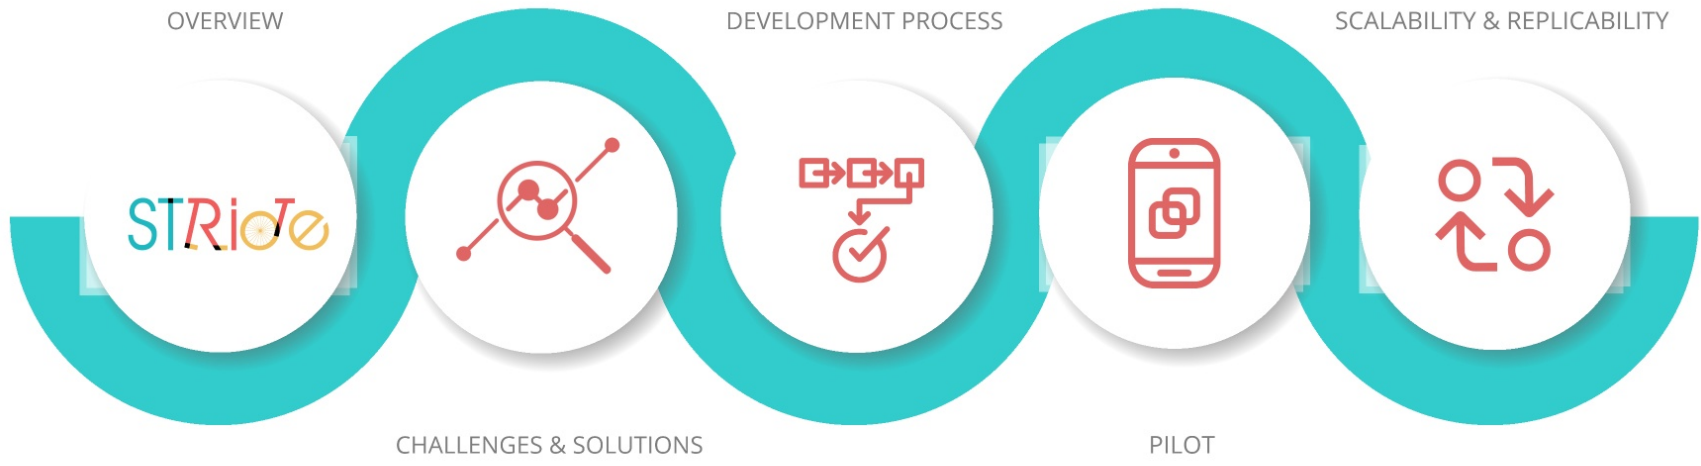 OVERVIEW
DEVELOPMENT PROCESS
SCALABILITY & REPLICABILITY
STRide
CHALLENGES & SOLUTIONS
PILOT